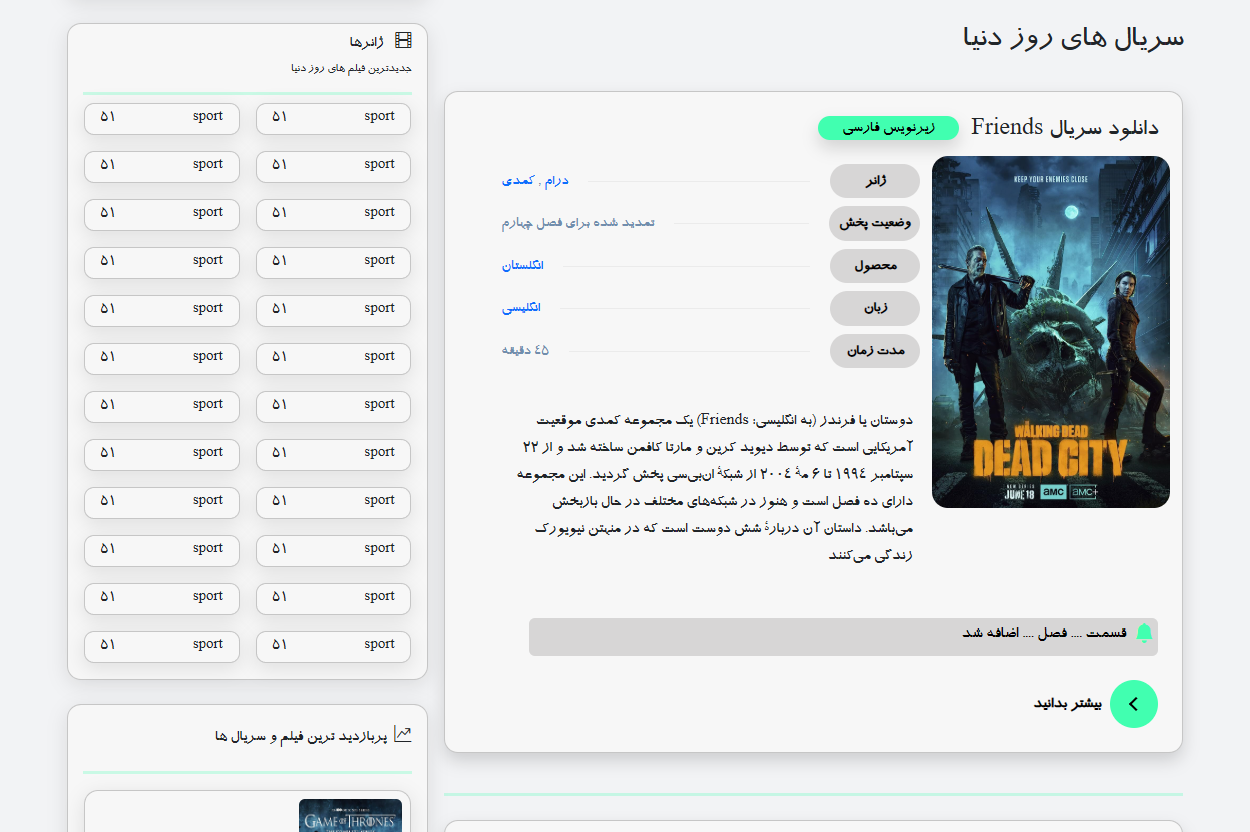 سریال های روز دنیا
دانلود سریال Friends
زیرنویس فارسی
ژانر
درام , کمدی
وضعیت پخش
تمدید شده برای فصل چهارم
محصول
انگلستان
زبان
انگلیسی
مدت زمان
٤٥ دقیقه
KEEP YOUR ENEMIES CLOSE
THE WALKING DEAD
DEAD CITY
NEW SERIES
JUNE 18
amc
amc+
دوستان یا فرندز (به انگلیسی: Friends) یک مجموعه کمدی موقعیت
آمریکایی است که توسط دیوید کرین و مارتا کافمن ساخته شد و از ۲۲
سپتامبر ۱۹۹٤ تا ۶ مهٔ ۲۰۰٤ از شبکهٔ ان‌بی‌سی پخش گردید. این مجموعه
دارای ده فصل است و هنوز در شبکه‌های مختلف در حال بازپخش
می‌باشد. داستان آن دربارهٔ شش دوست است که در منهتن نیویورک
زندگی می‌کنند
قسمت .... فصل .... اضافه شد
بیشتر بدانید
ژانرها
جدیدترین فیلم های روز دنیا
sport ۵۱ sport ۵۱
sport ۵۱ sport ۵۱
sport ۵۱ sport ۵۱
sport ۵۱ sport ۵۱
sport ۵۱ sport ۵۱
sport ۵۱ sport ۵۱
sport ۵۱ sport ۵۱
sport ۵۱ sport ۵۱
sport ۵۱ sport ۵۱
sport ۵۱ sport ۵۱
sport ۵۱ sport ۵۱
sport ۵۱ sport ۵۱
پربازدید ترین فیلم و سریال ها
GAME OF THRONES